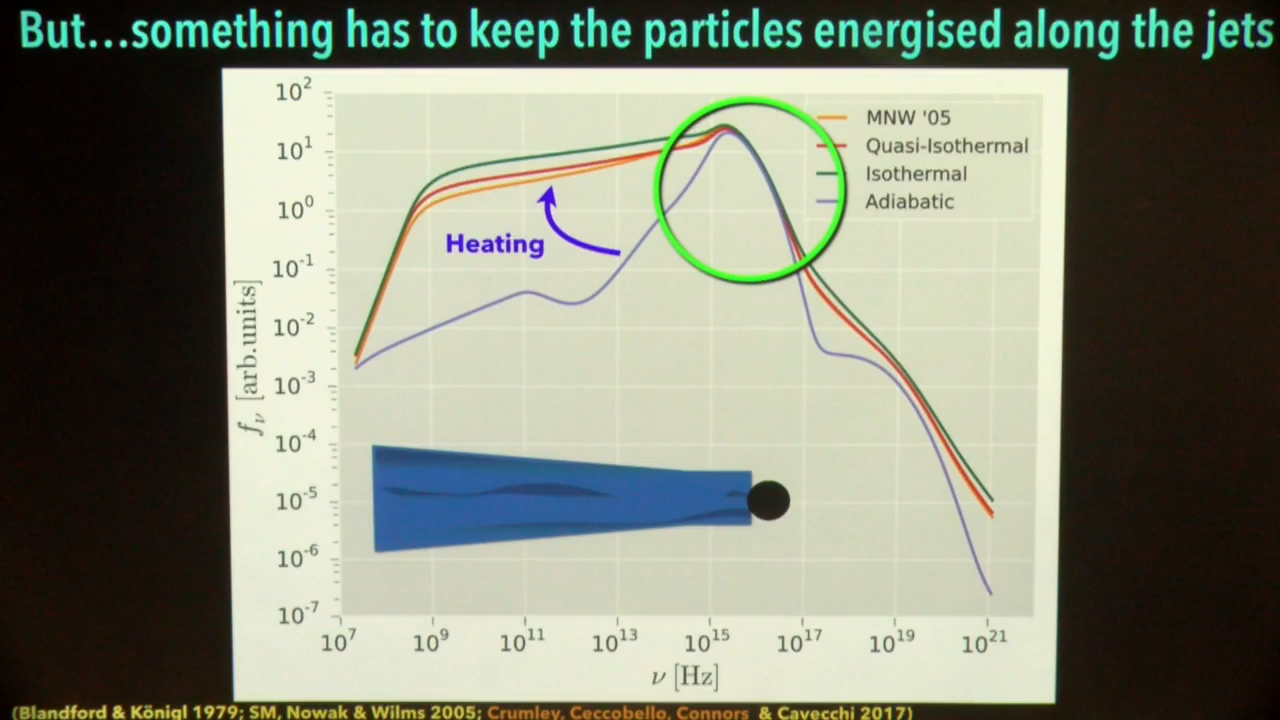 But...something has to keep the particles energised along the jets
10² 
10¹
10⁰
10⁻¹
10⁻²
10⁻³
10⁻⁴
10⁻⁵
10⁻⁶
10⁻⁷
fν [arb.units]
MNW '05
Quasi-Isothermal
Isothermal
Adiabatic
Heating
10⁷ 10⁹ 10¹¹ 10¹³ 10¹⁵ 10¹⁷ 10¹⁹ 10²¹
ν [Hz]
(Blandford & Königl 1979; SM, Nowak & Wilms 2005; Crumley, Ceccobello, Connors & Cavecchi 2017)